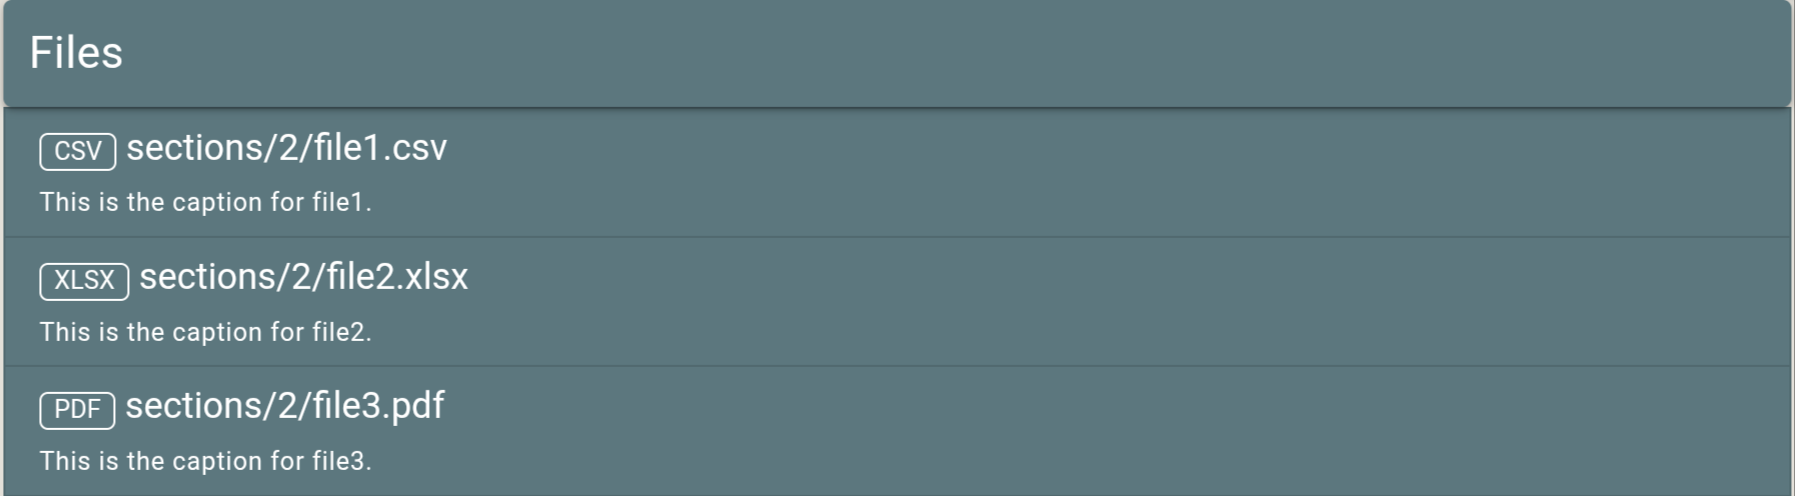 Files
CSV sections/2/file1.csv
This is the caption for file1.
XLSX sections/2/file2.xlsx
This is the caption for file2.
PDF sections/2/file3.pdf
This is the caption for file3.